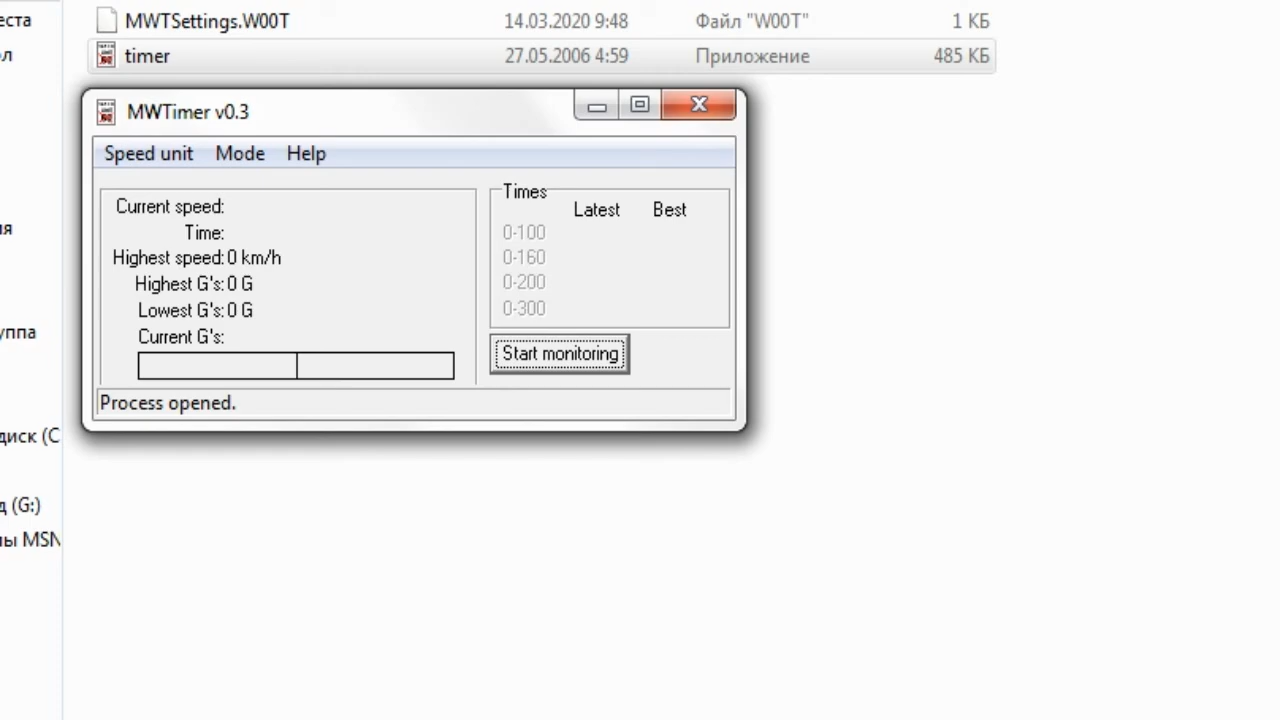 еста
MWTSettings.W00T 14.03.2020 9:48 Файл "W00T" 1 КБ
timer 27.05.2006 4:59 Приложение 485 КБ
MWTimer v0.3
Speed unit Mode Help
Current speed:
Time:
Highest speed: 0 km/h
Highest G's: 0 G
Lowest G's: 0 G
Current G's:
Times
Latest Best
0-100
0-160
0-200
0-300
Start monitoring
Process opened.
ол
ия
уппа
диск (C
д (G:)
ны MSN